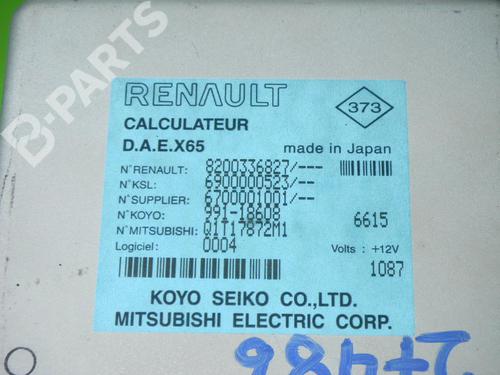 B-PARTS
RENAULT
373
CALCULATEUR
D.A.E.X65
made in Japan
N°RENAULT: 8200336827/---
N°KSL: 6900000523/---
N°SUPPLIER: 6700001001/---
N°KOYO: 991-18608 6615
N°MITSUBISHI: Q1T17872M1
Logiciel: 0004 Volts : +12V
1087
KOYO SEIKO CO.,LTD.
MITSUBISHI ELECTRIC CORP.